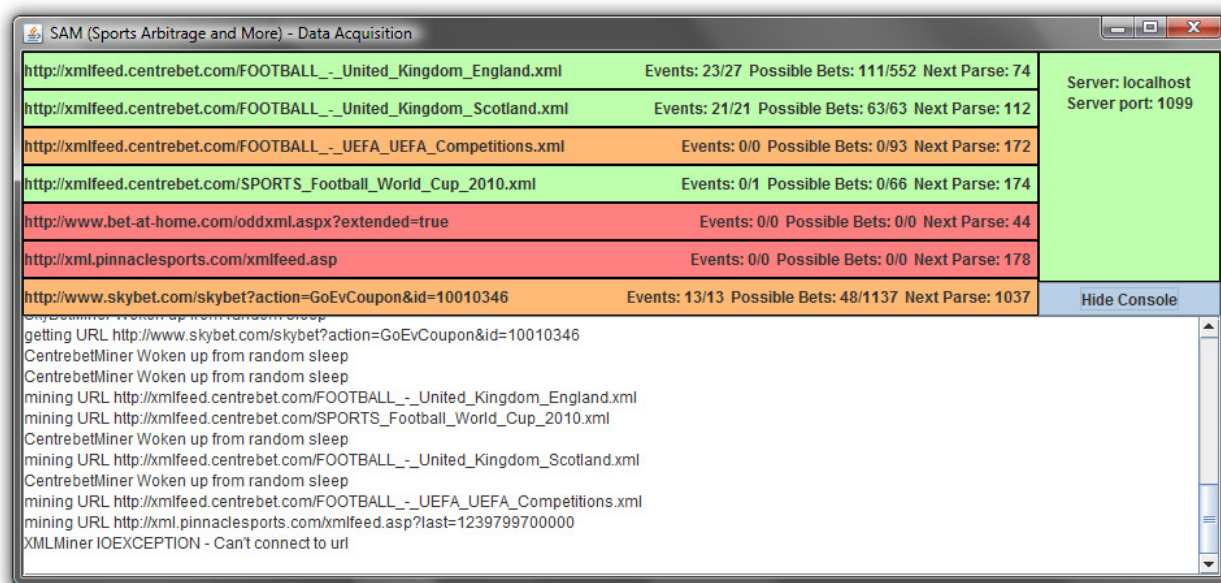 SAM (Sports Arbitrage and More) - Data Acquisition
http://xmlfeed.centrebet.com/FOOTBALL_-_United_Kingdom_England.xml Events: 23/27 Possible Bets: 111/552 Next Parse: 74
http://xmlfeed.centrebet.com/FOOTBALL_-_United_Kingdom_Scotland.xml Events: 21/21 Possible Bets: 63/63 Next Parse: 112
http://xmlfeed.centrebet.com/FOOTBALL_-_UEFA_UEFA_Competitions.xml Events: 0/0 Possible Bets: 0/93 Next Parse: 172
http://xmlfeed.centrebet.com/SPORTS_Football_World_Cup_2010.xml Events: 0/1 Possible Bets: 0/66 Next Parse: 174
http://www.bet-at-home.com/oddxml.aspx?extended=true Events: 0/0 Possible Bets: 0/0 Next Parse: 44
http://xml.pinnaclesports.com/xmlfeed.asp Events: 0/0 Possible Bets: 0/0 Next Parse: 178
http://www.skybet.com/skybet?action=GoEvCoupon&id=10010346 Events: 13/13 Possible Bets: 48/1137 Next Parse: 1037
Server: localhost
Server port: 1099
Hide Console
SkyBetMiner Woken up from random sleep
getting URL http://www.skybet.com/skybet?action=GoEvCoupon&id=10010346
CentrebetMiner Woken up from random sleep
CentrebetMiner Woken up from random sleep
mining URL http://xmlfeed.centrebet.com/FOOTBALL_-_United_Kingdom_England.xml
mining URL http://xmlfeed.centrebet.com/SPORTS_Football_World_Cup_2010.xml
CentrebetMiner Woken up from random sleep
mining URL http://xmlfeed.centrebet.com/FOOTBALL_-_United_Kingdom_Scotland.xml
CentrebetMiner Woken up from random sleep
mining URL http://xmlfeed.centrebet.com/FOOTBALL_-_UEFA_UEFA_Competitions.xml
mining URL http://xml.pinnaclesports.com/xmlfeed.asp?last=1239799700000
XMLMiner IOEXCEPTION - Can't connect to url